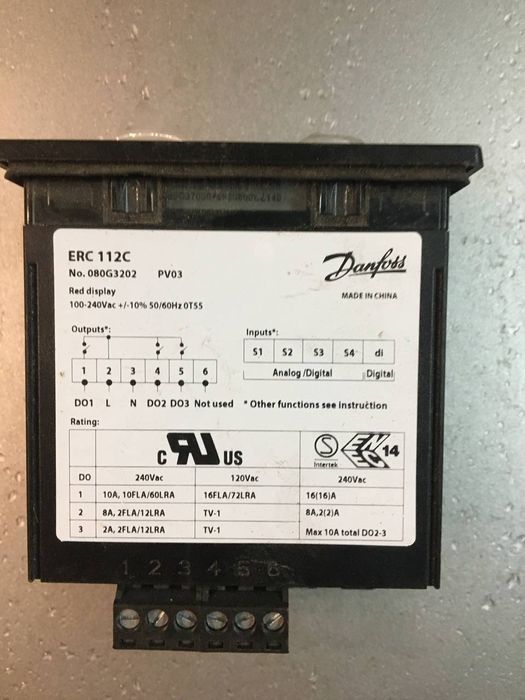 ERC 112C
No. 080G3202 PV03
Red display
100-240Vac +/-10% 50/60Hz 0T55
Danfoss
MADE IN CHINA
Outputs*:
1 2 3 4 5 6
DO1 L N DO2 DO3 Not used
Inputs*:
S1 S2 S3 S4 di
Analog/Digital (Digital)
* Other functions see instruction
Rating:
c RU US
S Intertek ENEC 14
DO 240Vac 120Vac 240Vac
1 10A, 10FLA/60LRA 16FLA/72LRA 16(16)A
2 8A, 2FLA/12LRA TV-1 8A,2(2)A
3 2A, 2FLA/12LRA TV-1 Max 10A total DO2-3
1 2 3 4 5 6